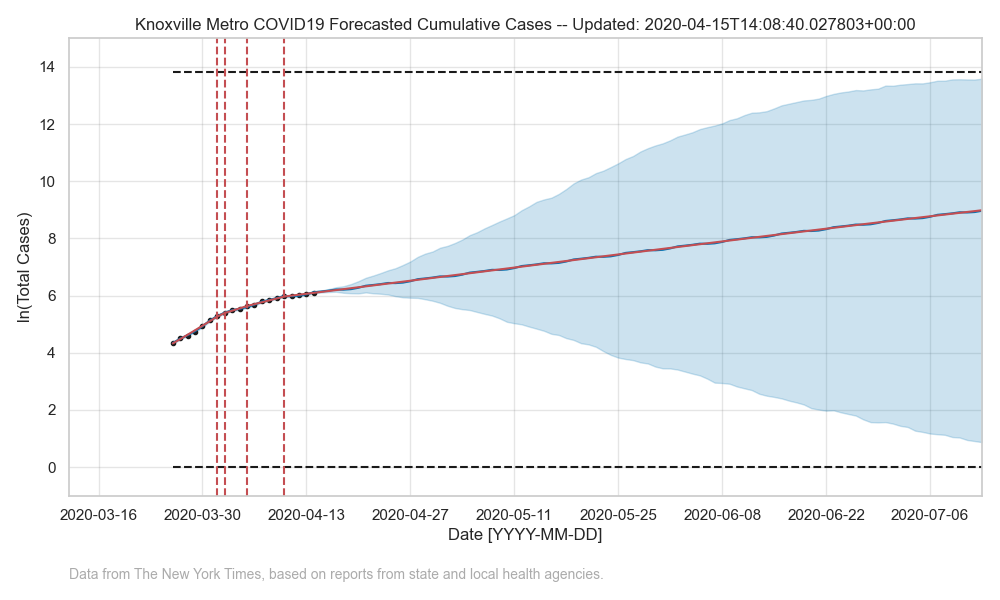 Knoxville Metro COVID19 Forecasted Cumulative Cases -- Updated: 2020-04-15T14:08:40.027803+00:00
ln(Total Cases)
14
12
10
8
6
4
2
0
2020-03-16 2020-03-30 2020-04-13 2020-04-27 2020-05-11 2020-05-25 2020-06-08 2020-06-22 2020-07-06
Date [YYYY-MM-DD]
Data from The New York Times, based on reports from state and local health agencies.